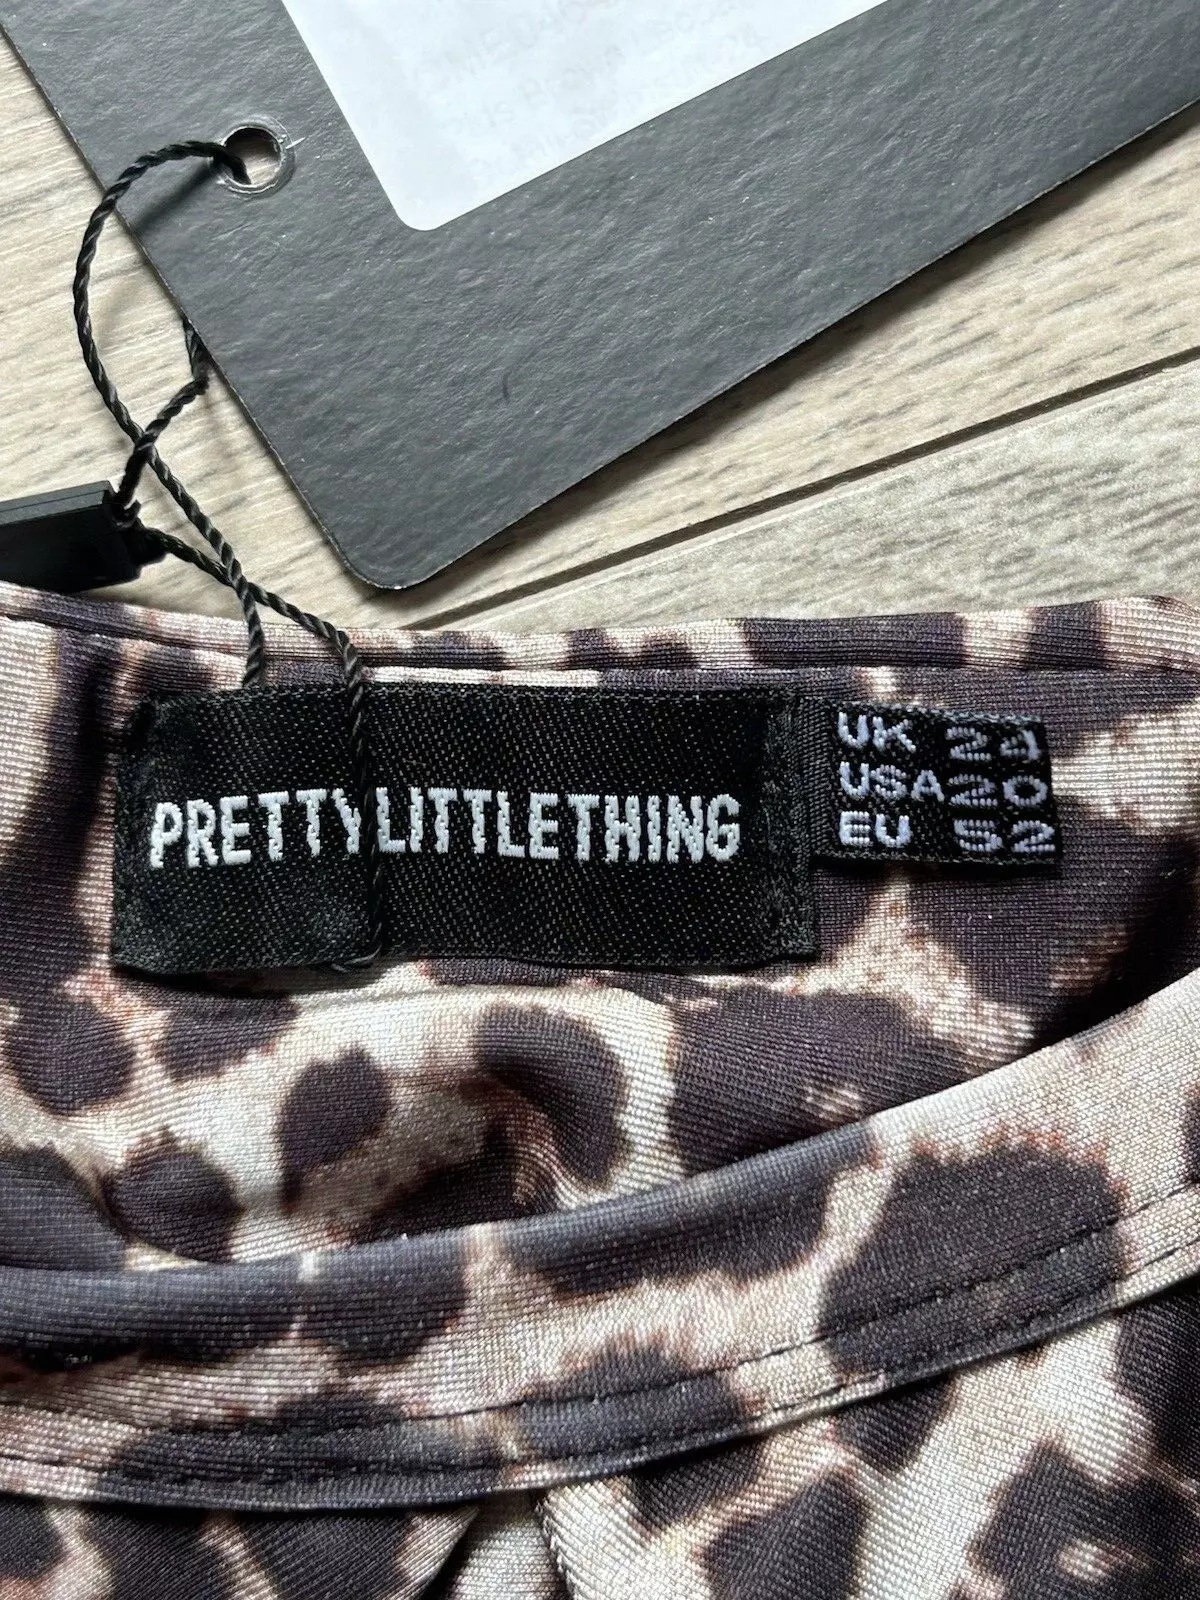 PRETTYLITTLETHING
UK 24
USA 20
EU 52